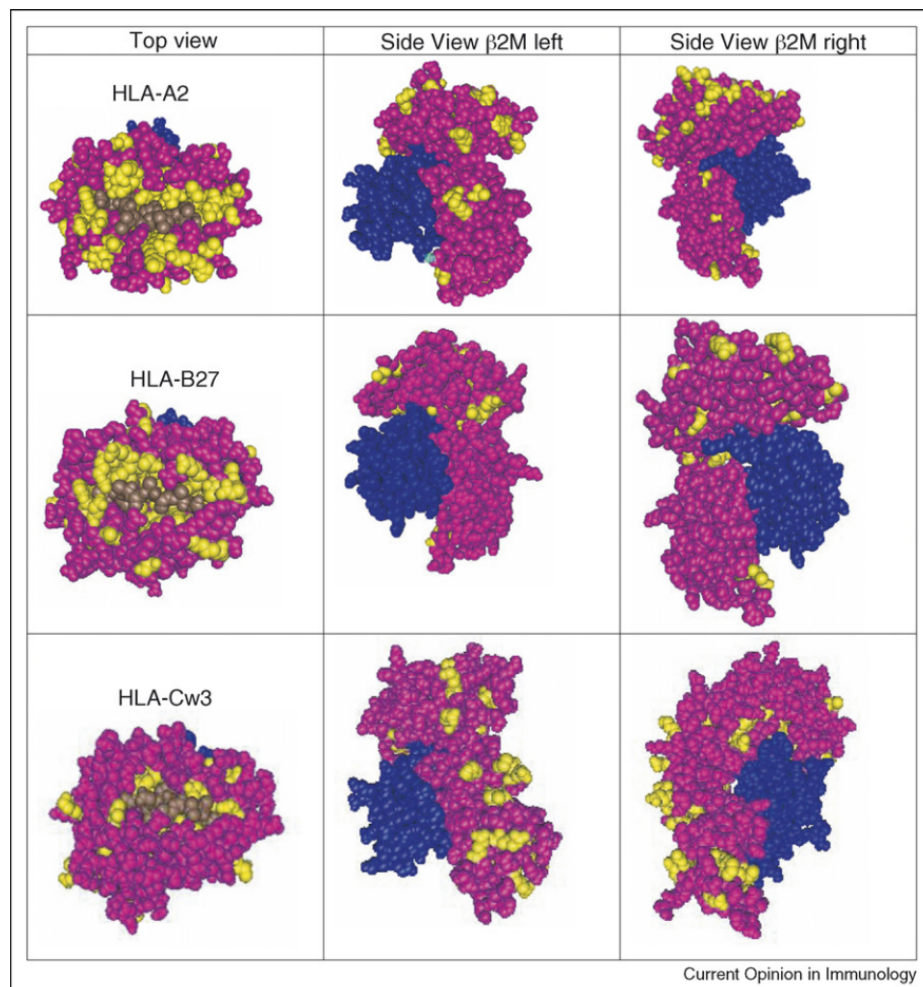 Top view
Side View β2M left
Side View β2M right
HLA-A2
HLA-B27
HLA-Cw3
Current Opinion in Immunology